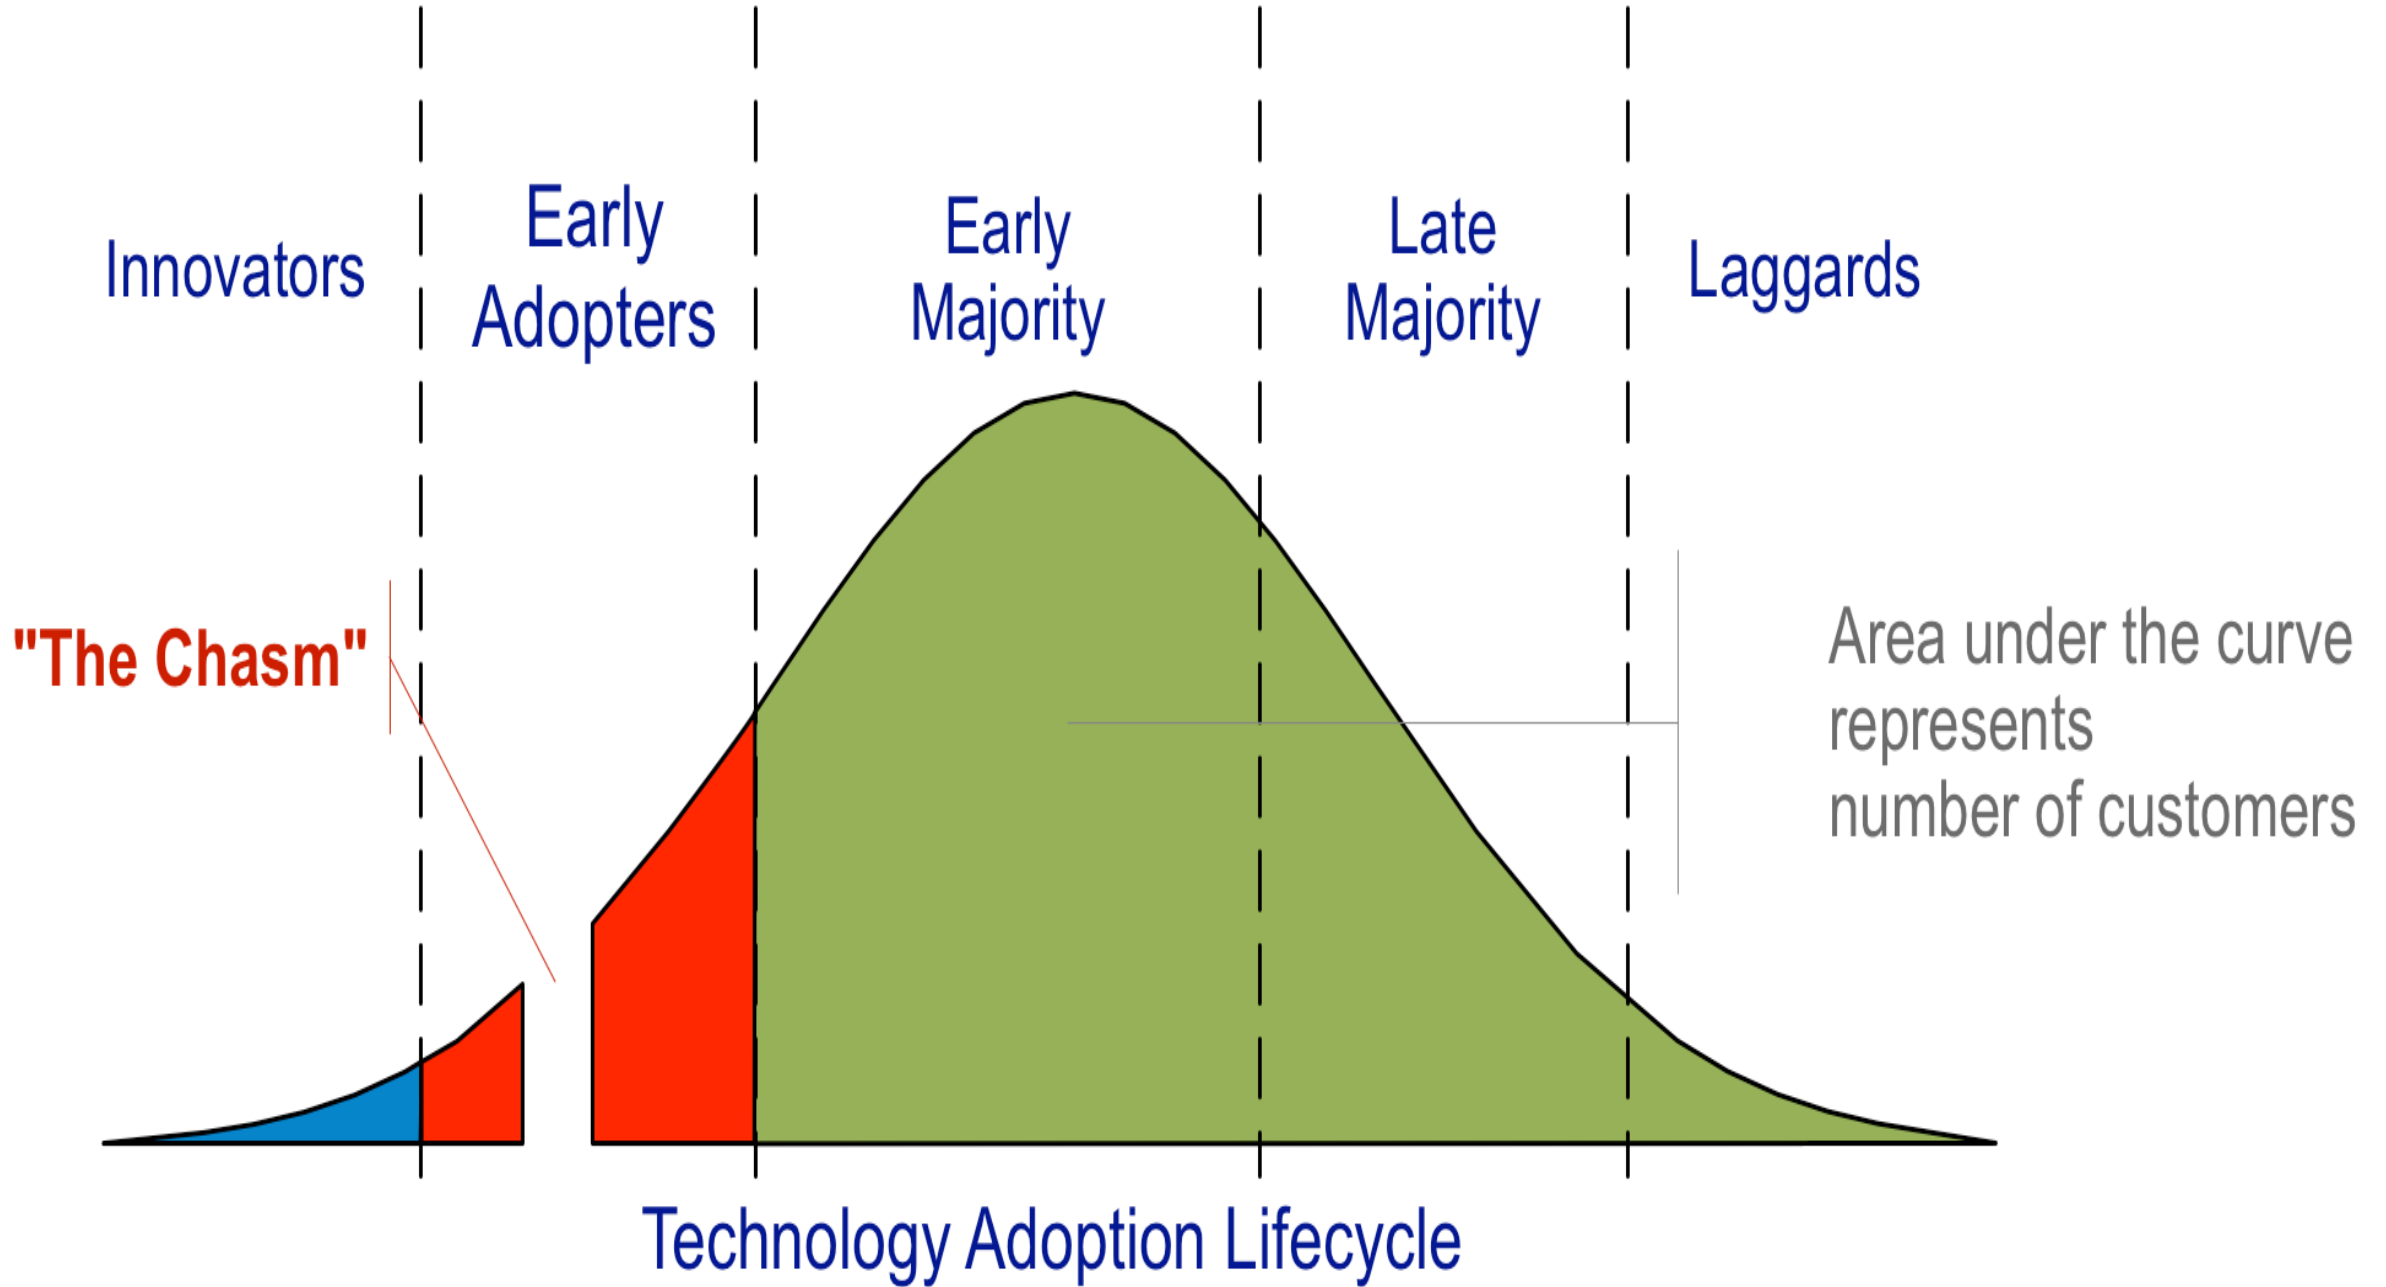 Innovators
Early
Adopters
Early
Majority
Late
Majority
Laggards
"The Chasm"
Area under the curve
represents
number of customers
Technology Adoption Lifecycle